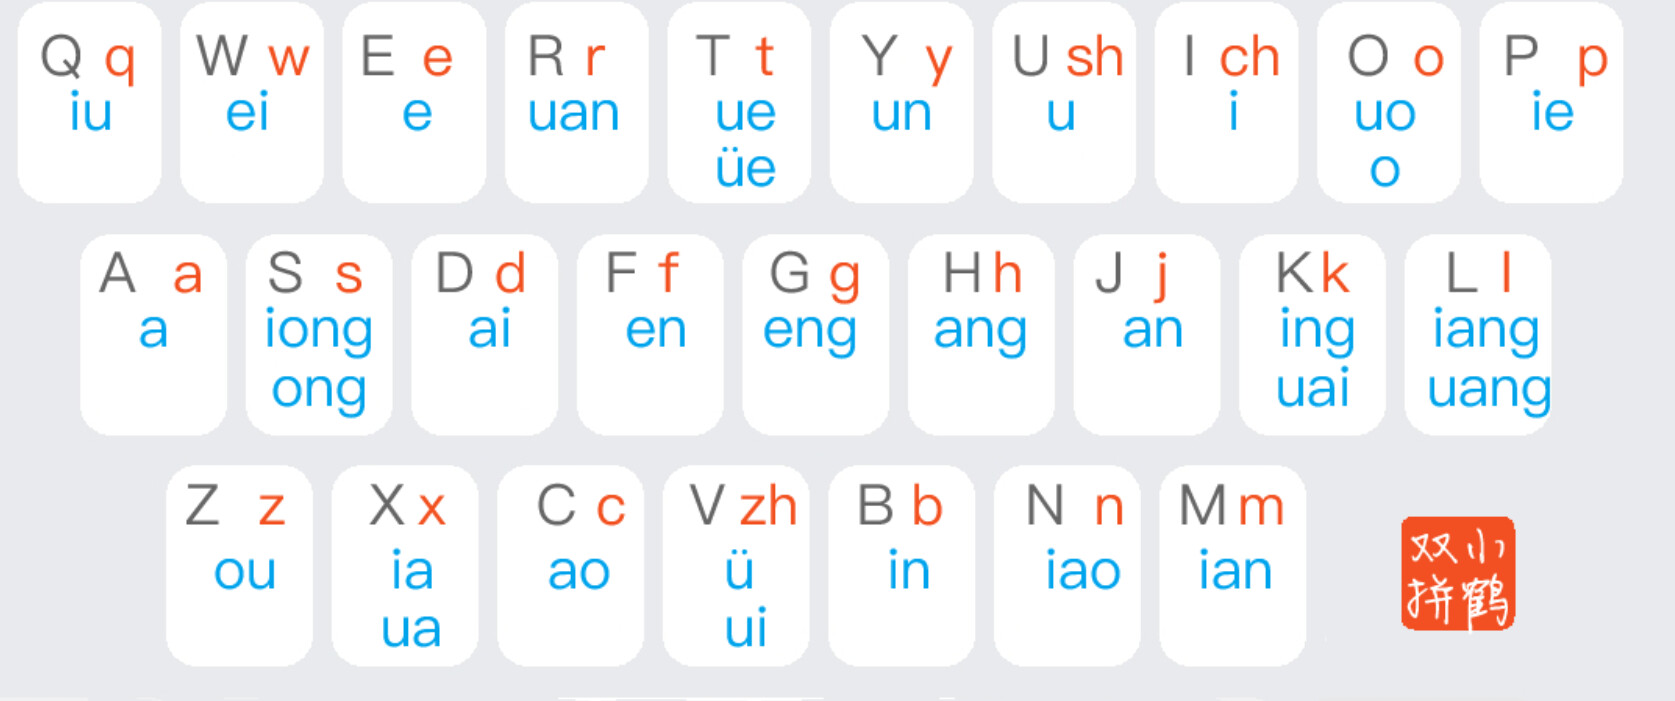 Q q W w E e R r T t Y y U sh I ch O o P p
iu ei e uan ue un u i uo ie
üe o
A a S s D d F f G g H h J j K k L l
a iong ai en eng ang an ing iang
ong uai uang
Z z X x C c V zh B b N n M m
ou ia ao ü in iao ian
ua ui
小鹤
双拼